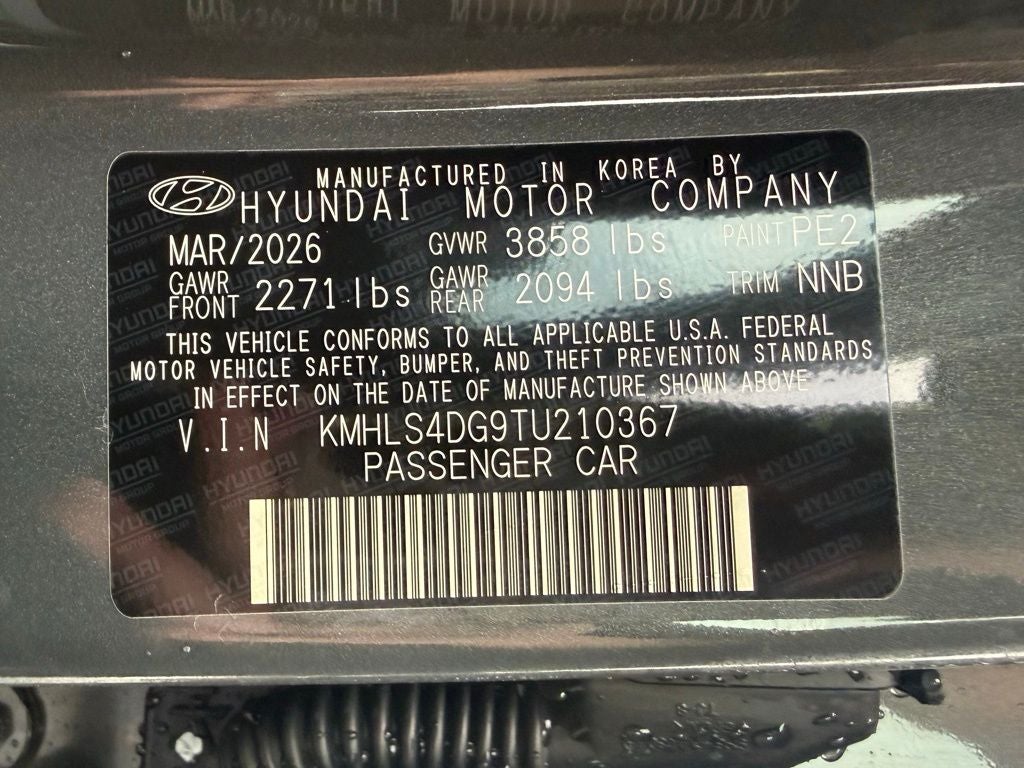 MANUFACTURED IN KOREA BY
HYUNDAI MOTOR COMPANY
MAR/2026 GVWR 3858 lbs PAINT PE2
GAWR FRONT 2271 lbs GAWR REAR 2094 lbs TRIM NNB
THIS VEHICLE CONFORMS TO ALL APPLICABLE U.S.A. FEDERAL
MOTOR VEHICLE SAFETY, BUMPER, AND THEFT PREVENTION STANDARDS
IN EFFECT ON THE DATE OF MANUFACTURE SHOWN ABOVE
V.I.N KMHLS4DG9TU210367
PASSENGER CAR